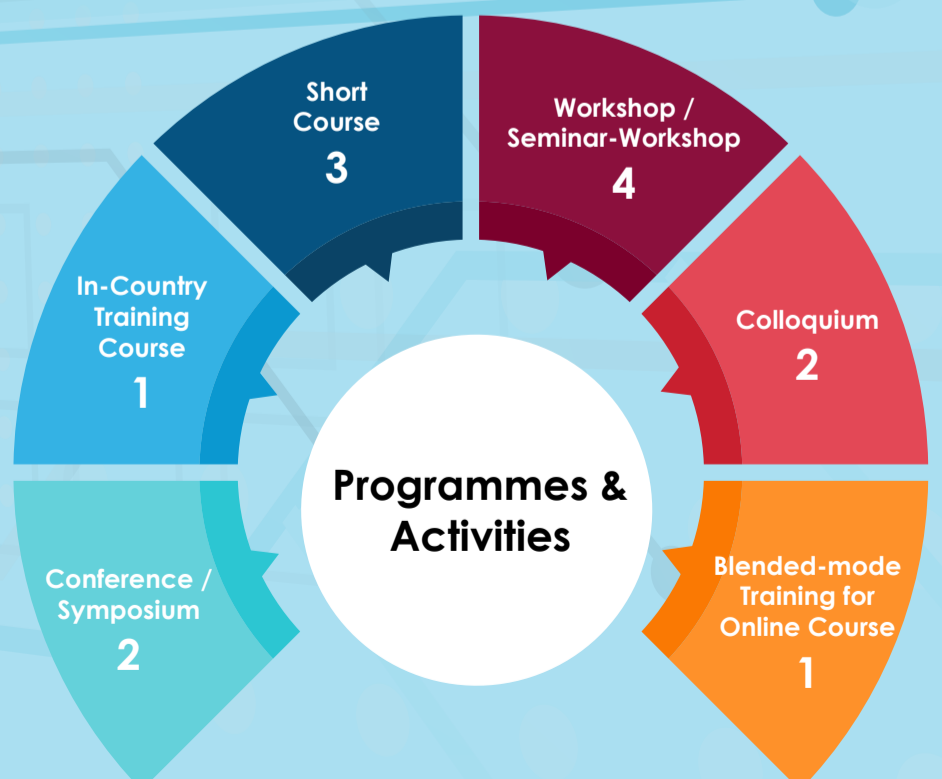 Short
Course
3
Workshop /
Seminar-Workshop
4
In-Country
Training
Course
1
Colloquium
2
Programmes &
Activities
Conference /
Symposium
2
Blended-mode
Training for
Online Course
1